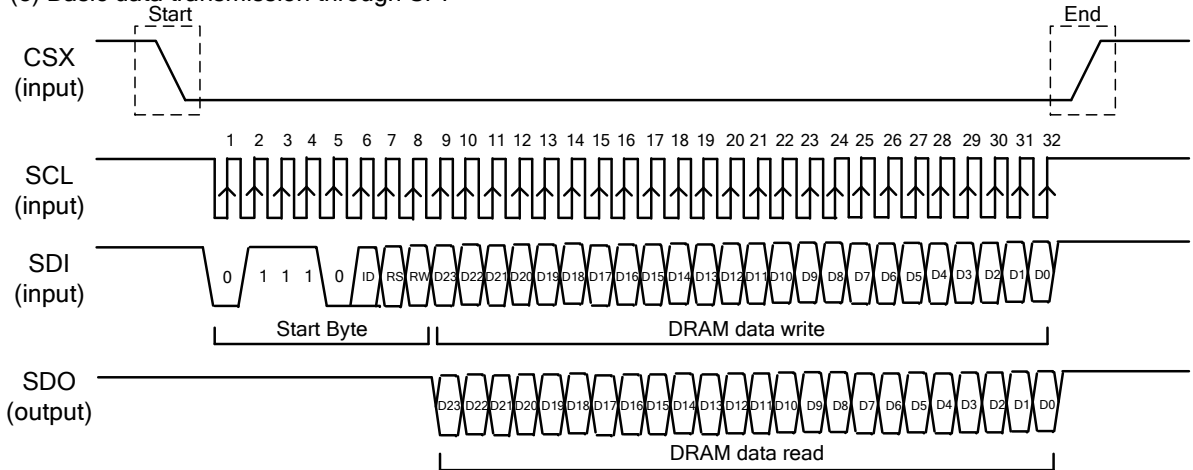 Start
End
CSX
(input)
1 2 3 4 5 6 7 8 9 10 11 12 13 14 15 16 17 18 19 20 21 22 23 24 25 26 27 28 29 30 31 32
SCL
(input)
SDI
(input)
0 1 1 1 0 ID RS RW D23 D22 D21 D20 D19 D18 D17 D16 D15 D14 D13 D12 D11 D10 D9 D8 D7 D6 D5 D4 D3 D2 D1 D0
Start Byte
DRAM data write
SDO
(output)
D23 D22 D21 D20 D19 D18 D17 D16 D15 D14 D13 D12 D11 D10 D9 D8 D7 D6 D5 D4 D3 D2 D1 D0
DRAM data read